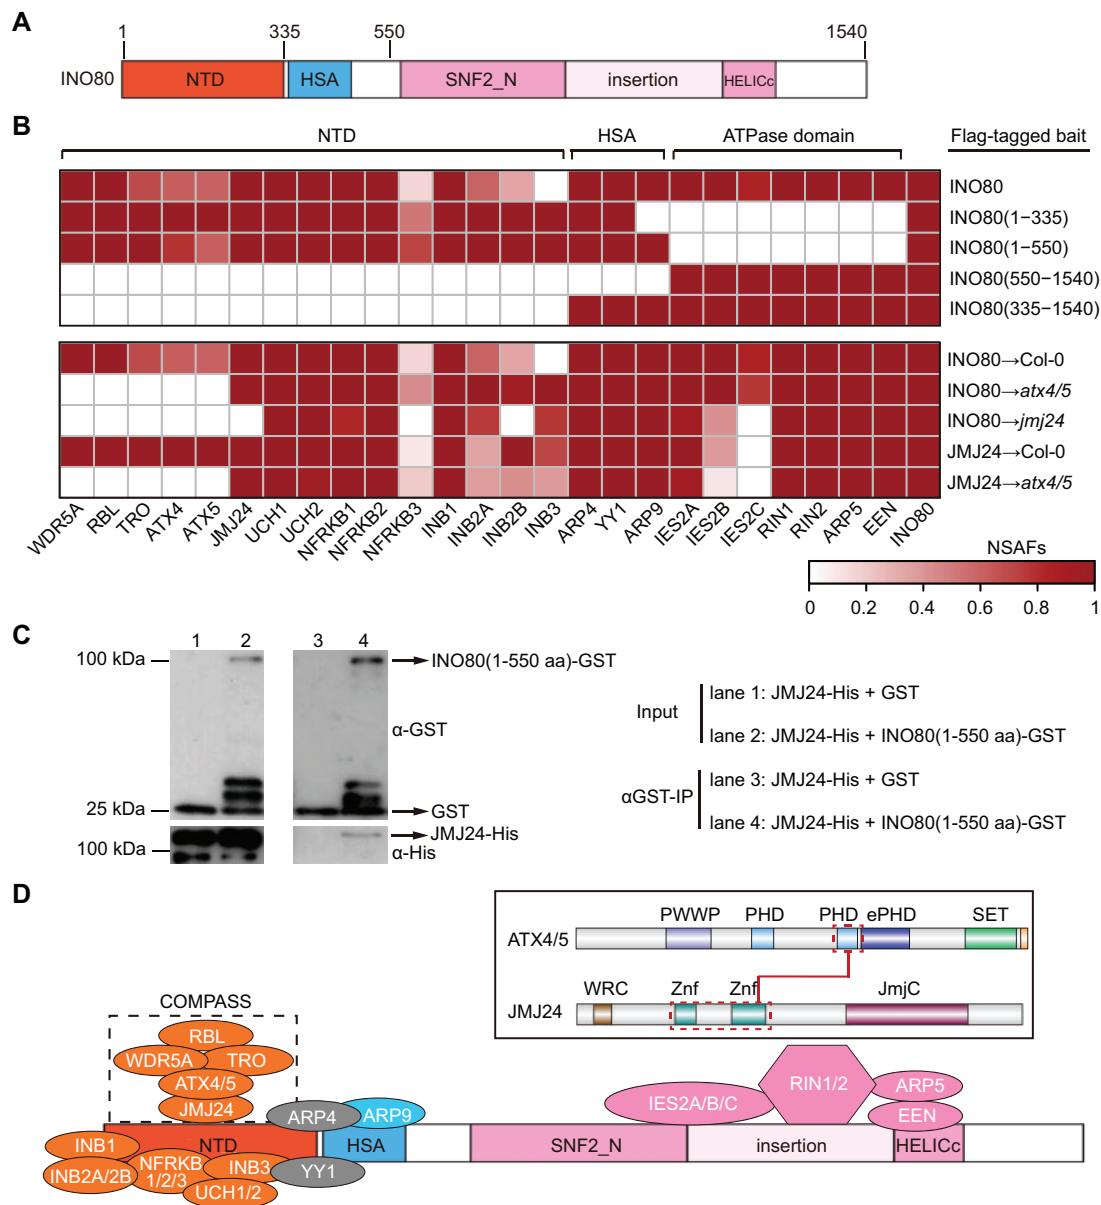 A
1 335 550 1540
INO80 NTD HSA SNF2_N insertion HELICc
B
NTD HSA ATPase domain Flag-tagged bait
INO80
INO80(1−335)
INO80(1−550)
INO80(550−1540)
INO80(335−1540)
INO80→Col-0
INO80→atx4/5
INO80→jmj24
JMJ24→Col-0
JMJ24→atx4/5
WDR5A RBL TRO ATX4 ATX5 JMJ24 UCH1 UCH2 NFRKB1 NFRKB2 NFRKB3 INB1 INB2A INB2B INB3 ARP4 YY1 ARP9 IES2A IES2B IES2C RIN1 RIN2 ARP5 EEN INO80
NSAFs
0 0.2 0.4 0.6 0.8 1
C
1 2 3 4
100 kDa INO80(1-550 aa)-GST
α-GST
25 kDa GST
JMJ24-His
100 kDa α-His
Input
lane 1: JMJ24-His + GST
lane 2: JMJ24-His + INO80(1-550 aa)-GST
αGST-IP
lane 3: JMJ24-His + GST
lane 4: JMJ24-His + INO80(1-550 aa)-GST
D
PWWP PHD PHD ePHD SET
ATX4/5
WRC Znf Znf JmjC
JMJ24
COMPASS
RBL
WDR5A TRO
ATX4/5
JMJ24
ARP4 ARP9
IES2A/B/C RIN1/2 ARP5
EEN
INB1 NTD HSA SNF2_N insertion HELICc
INB2A/2B NFRKB 1/2/3 INB3 YY1
UCH1/2